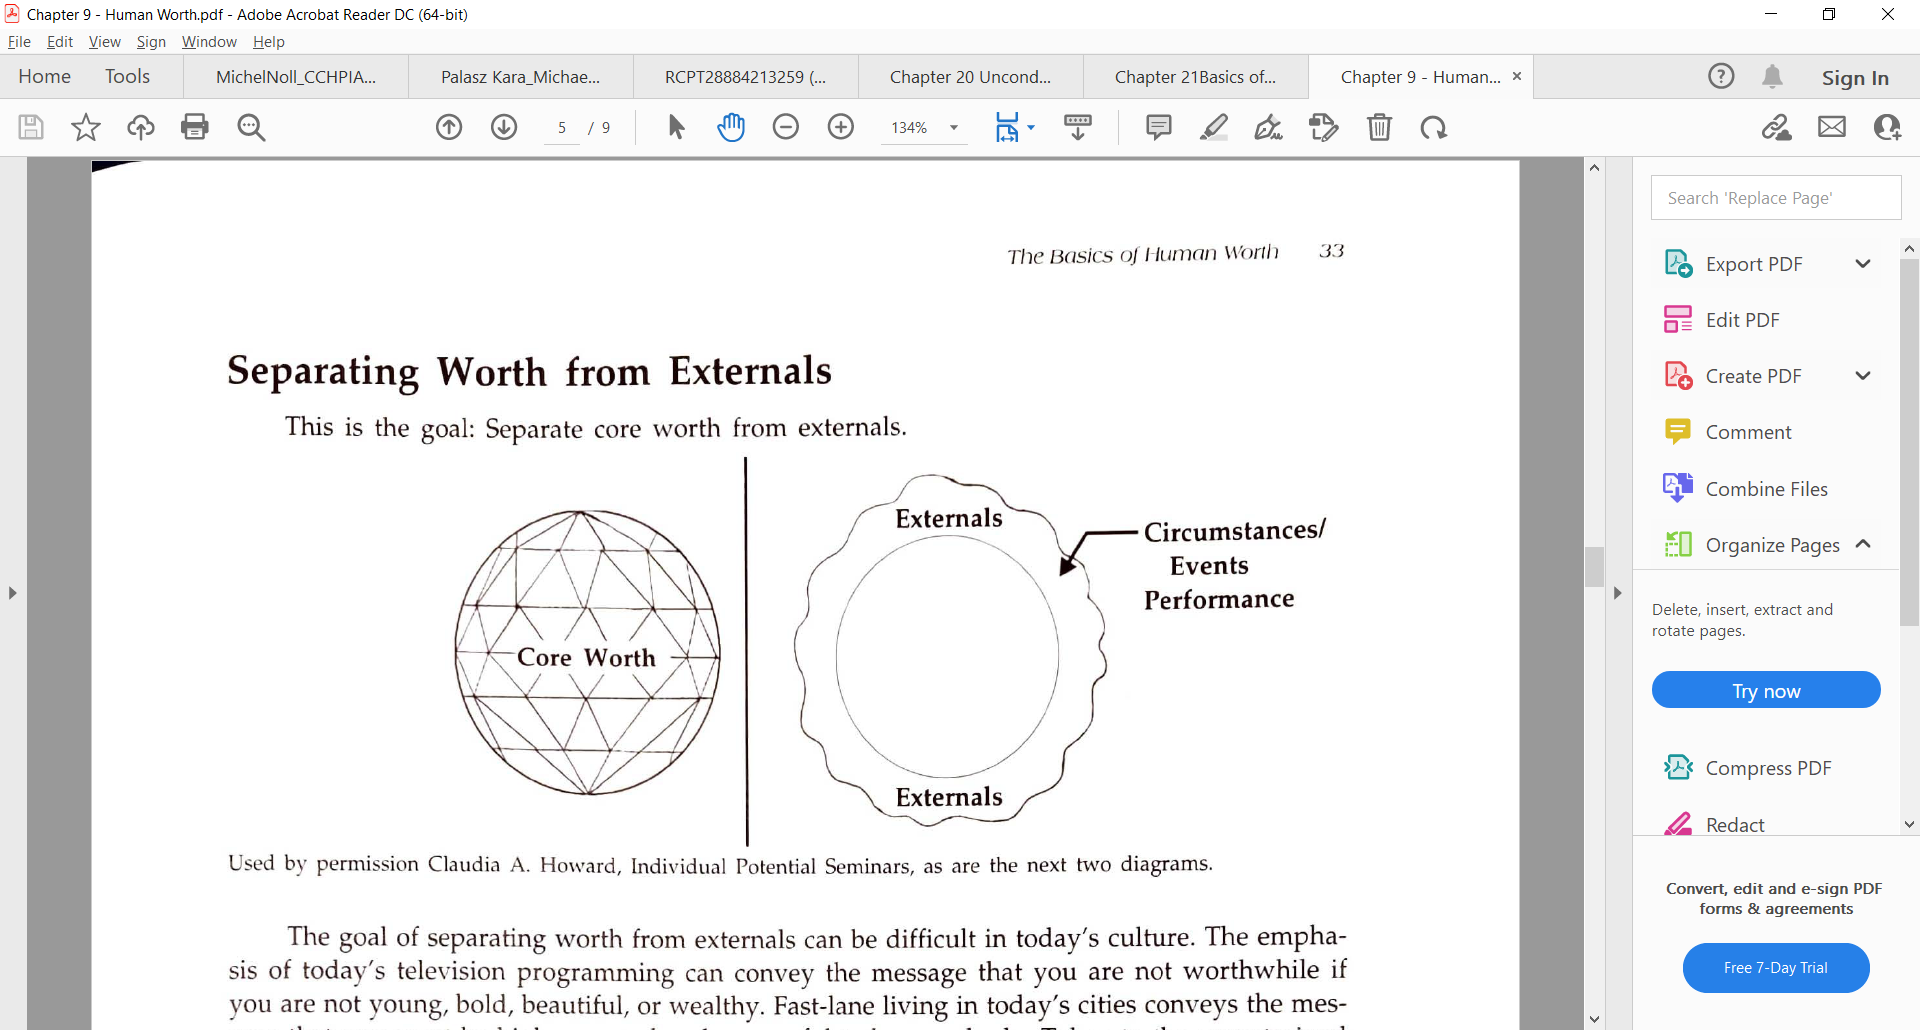 Chapter 9 - Human Worth.pdf - Adobe Acrobat Reader DC (64-bit)
File Edit View Sign Window Help
Home Tools MichelNoll_CCHPIA... Palasz Kara_Michae... RCPT28884213259 (... Chapter 20 Uncond... Chapter 21Basics of... Chapter 9 - Human... × Sign In
5 / 9 134%
The Basics of Human Worth 33
Separating Worth from Externals
This is the goal: Separate core worth from externals.
Core Worth
Externals
Externals
Circumstances/
Events
Performance
Used by permission Claudia A. Howard, Individual Potential Seminars, as are the next two diagrams.
The goal of separating worth from externals can be difficult in today's culture. The empha-
sis of today's television programming can convey the message that you are not worthwhile if
you are not young, bold, beautiful, or wealthy. Fast-lane living in today's cities conveys the mes-
Search 'Replace Page'
Export PDF
Edit PDF
Create PDF
Comment
Combine Files
Organize Pages
Delete, insert, extract and
rotate pages.
Try now
Compress PDF
Redact
Convert, edit and e-sign PDF
forms & agreements
Free 7-Day Trial